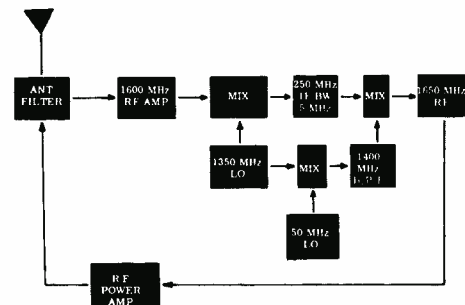 ANT
FILTER
1600 MHz
RF AMP
MIX
250 MHz
IF BW
5 MHz
MIX
1650 MHz
RF
1350 MHz
LO
MIX
1400
MHz
50 MHz
LO
RF
POWER
AMP